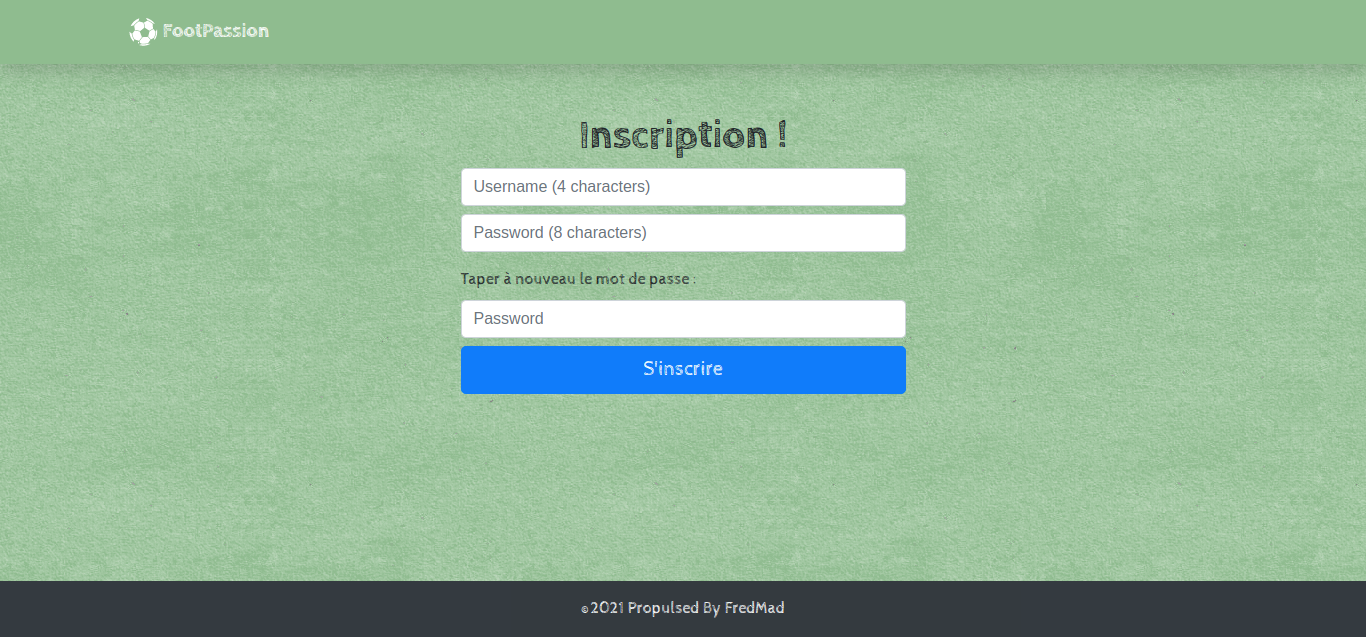 FootPassion
Inscription !
Username (4 characters)
Password (8 characters)
Taper à nouveau le mot de passe :
Password
S'inscrire
©2021 Propulsed By FredMad